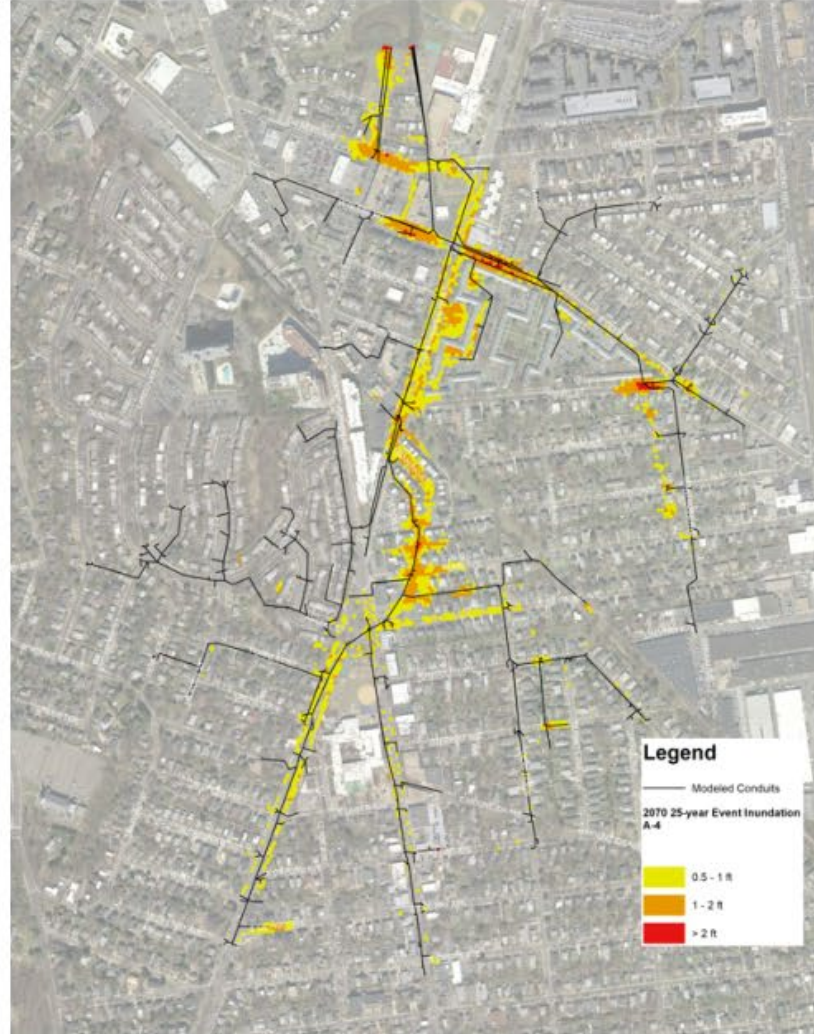 Legend
Modeled Conduits
2070 25-year Event Inundation
A-4
0.5 - 1 ft
1 - 2 ft
> 2 ft